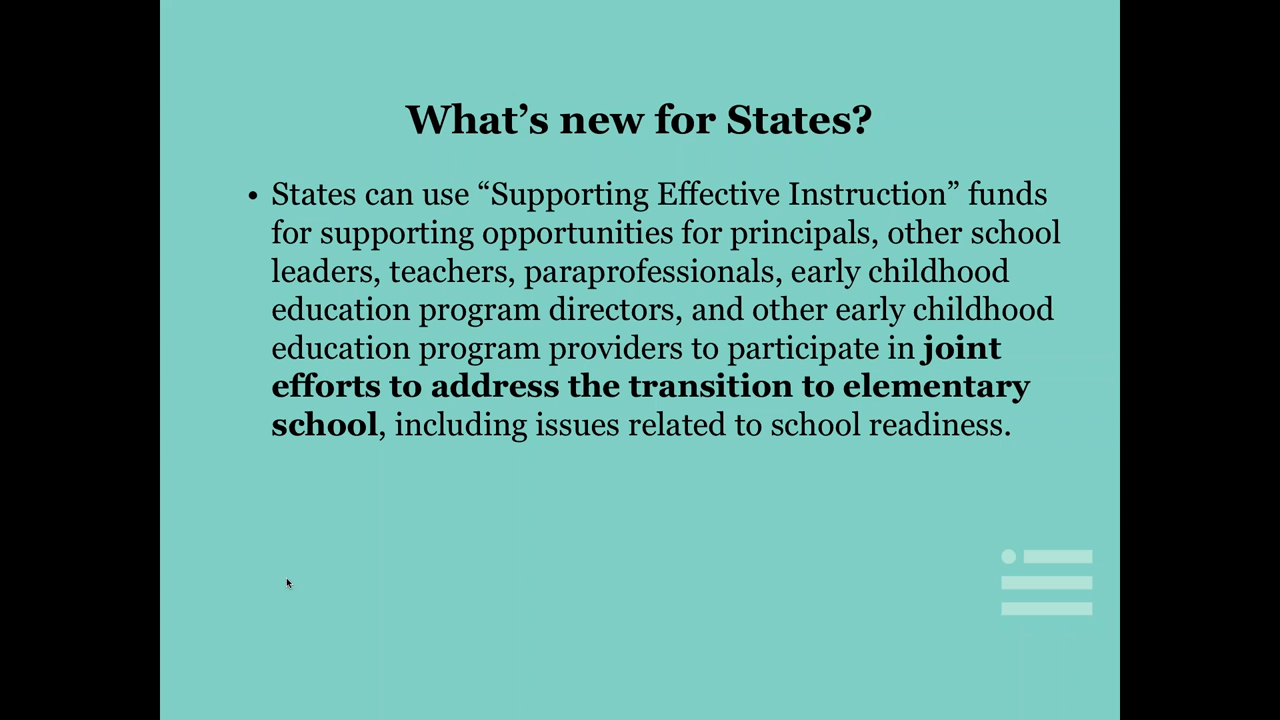 What’s new for States?
• States can use “Supporting Effective Instruction” funds
for supporting opportunities for principals, other school
leaders, teachers, paraprofessionals, early childhood
education program directors, and other early childhood
education program providers to participate in joint
efforts to address the transition to elementary
school, including issues related to school readiness.